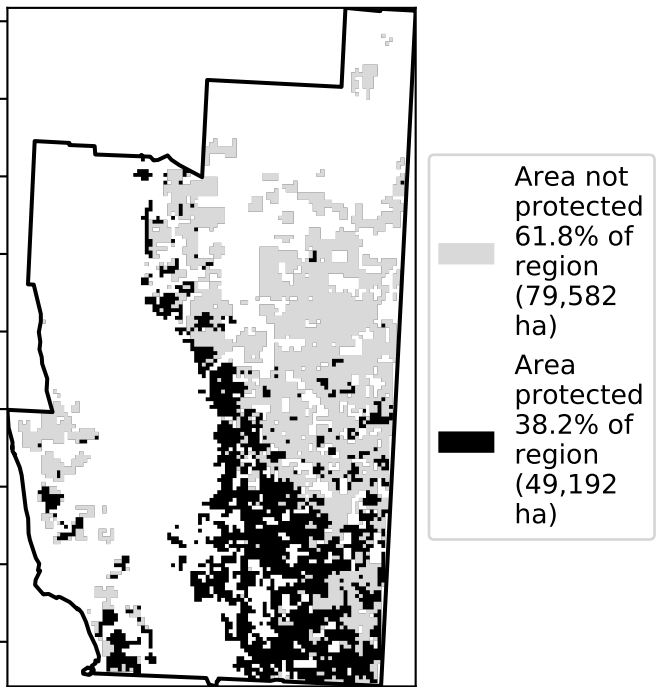 Area not
protected
61.8% of
region
(79,582
ha)
Area
protected
38.2% of
region
(49,192
ha)